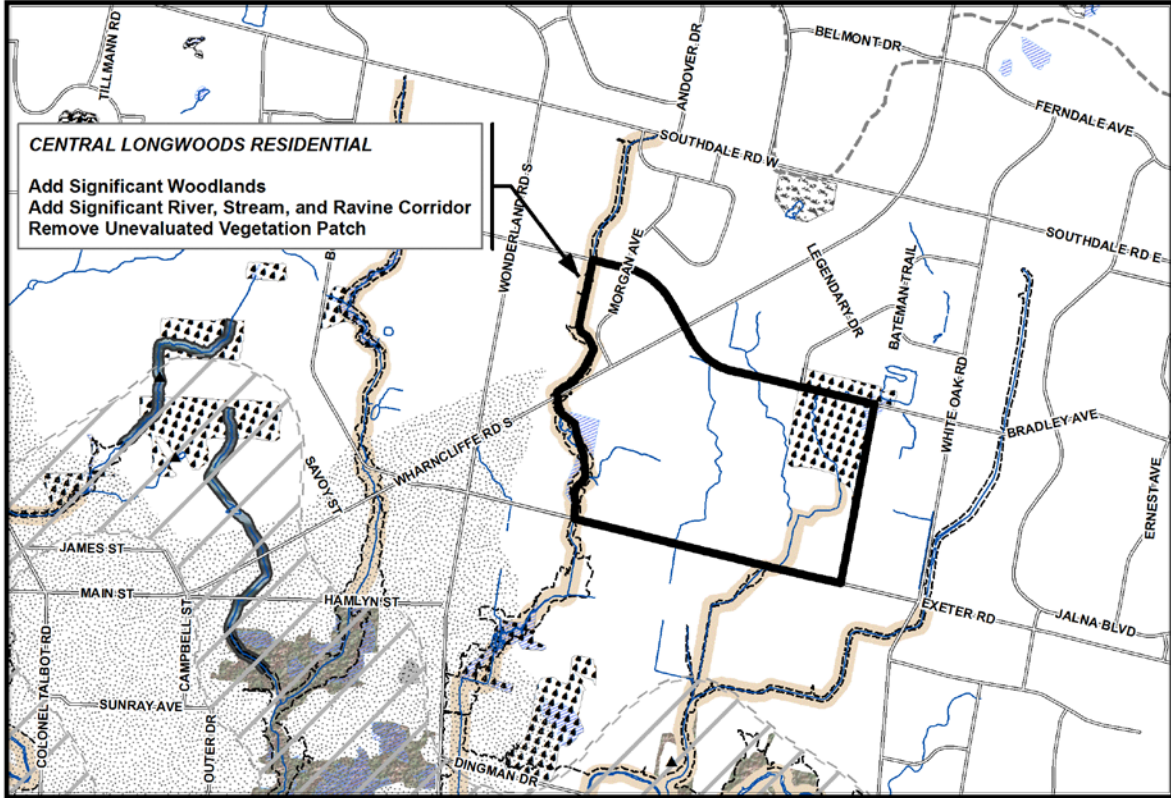 TILLMANN RD
ANDOVER DR
BELMONT DR
FERNDALE AVE
CENTRAL LONGWOODS RESIDENTIAL
Add Significant Woodlands
Add Significant River, Stream, and Ravine Corridor
Remove Unevaluated Vegetation Patch
SOUTHDALE RD W
WONDERLAND RD S
B
MORGAN AVE
LEGENDARY DR
BATEMAN TRAIL
SOUTHDALE RD E
WHITE OAK RD
BRADLEY AVE
WHARNCLIFFE RD S
SAVOY ST
ERNEST AVE
JAMES ST
MAIN ST
HAMLYN ST
EXETER RD
JALNA BLVD
COLONEL TALBOT RD
CAMPBELL ST
SUNRAY AVE
OUTER DR
DINGMAN DR